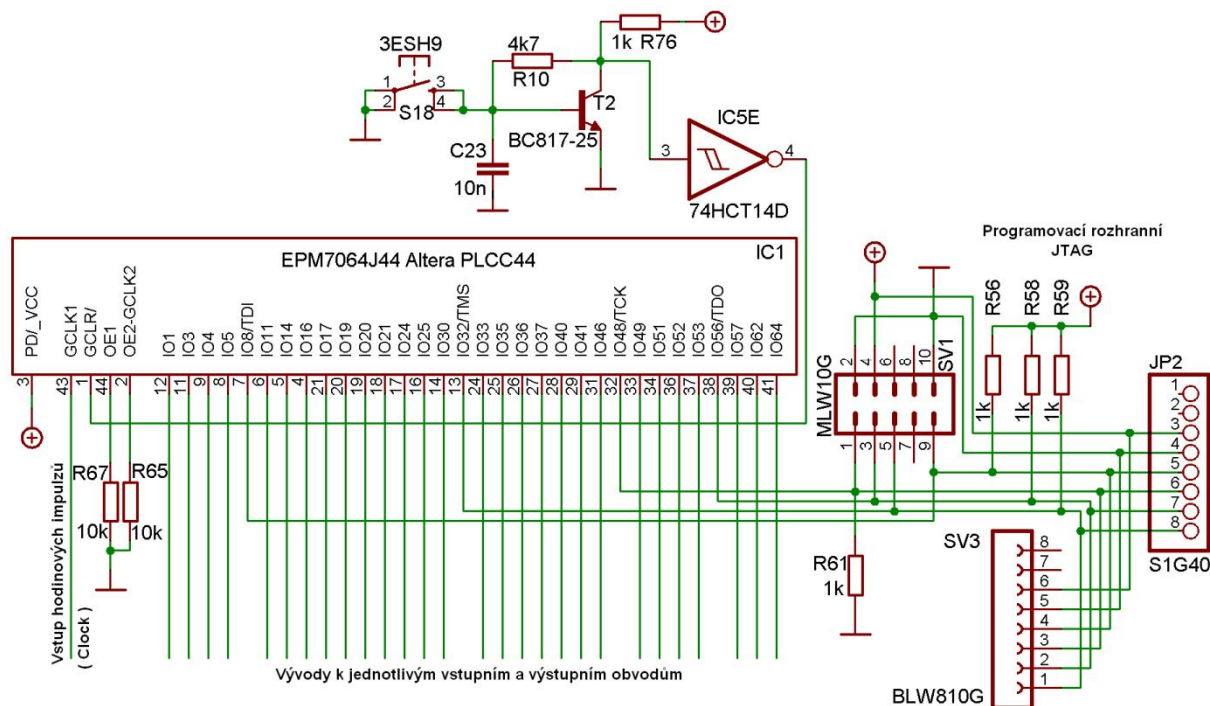 3ESH9
1
3
2
4
S18
4k7
R10
1k R76
T2
BC817-25
C23
10n
IC5E
3
4
74HCT14D
EPM7064J44 Altera PLCC44
IC1
PD/_VCC
GCLK1
GCLR/
OE1
OE2-GCLK2
IO1
IO3
IO4
IO5
IO8/TDI
IO11
IO14
IO16
IO17
IO19
IO20
IO21
IO24
IO25
IO30
IO32/TMS
IO33
IO35
IO36
IO37
IO40
IO41
IO46
IO48/TCK
IO49
IO51
IO52
IO53
IO56/TDO
IO57
IO62
IO64
3
43
1
44
2
12
11
9
8
7
6
5
4
21
20
19
18
17
16
14
13
24
25
26
27
28
29
31
32
33
34
36
37
38
39
40
41
R67
R65
10k
10k
Vstup hodinových impulzů
( Clock )
Vývody k jednotlivým vstupním a výstupním obvodům
Programovací rozhranní
JTAG
R56
R58
R59
1k
1k
1k
MLW10G
SV1
2
4
6
8
10
1
3
5
7
9
R61
1k
JP2
1
2
3
4
5
6
7
8
S1G40
SV3
8
7
6
5
4
3
2
1
BLW810G